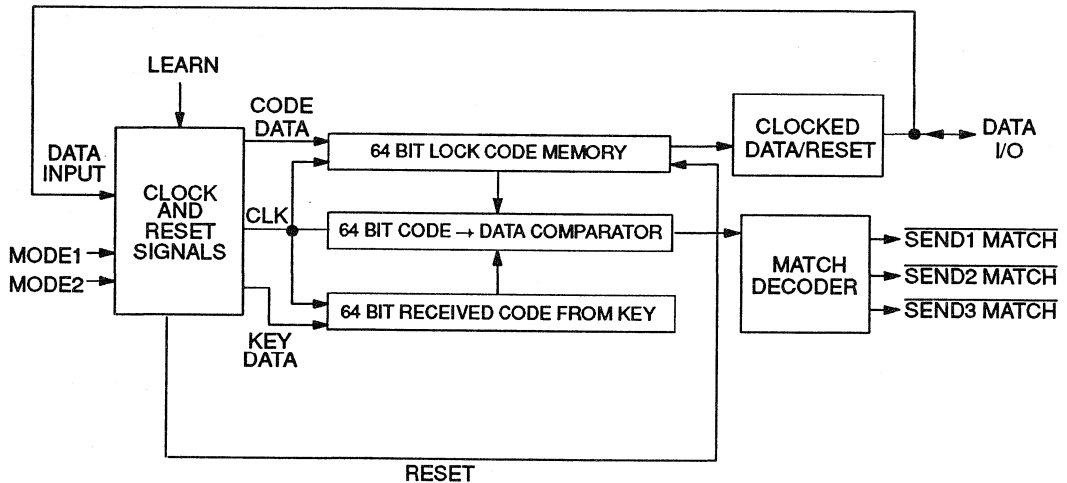 LEARN
CODE
DATA
DATA
INPUT
MODE1
MODE2
CLOCK
AND
RESET
SIGNALS
CLK
KEY
DATA
64 BIT LOCK CODE MEMORY
64 BIT CODE → DATA COMPARATOR
64 BIT RECEIVED CODE FROM KEY
CLOCKED
DATA/RESET
DATA
I/O
MATCH
DECODER
SEND1 MATCH
SEND2 MATCH
SEND3 MATCH
RESET